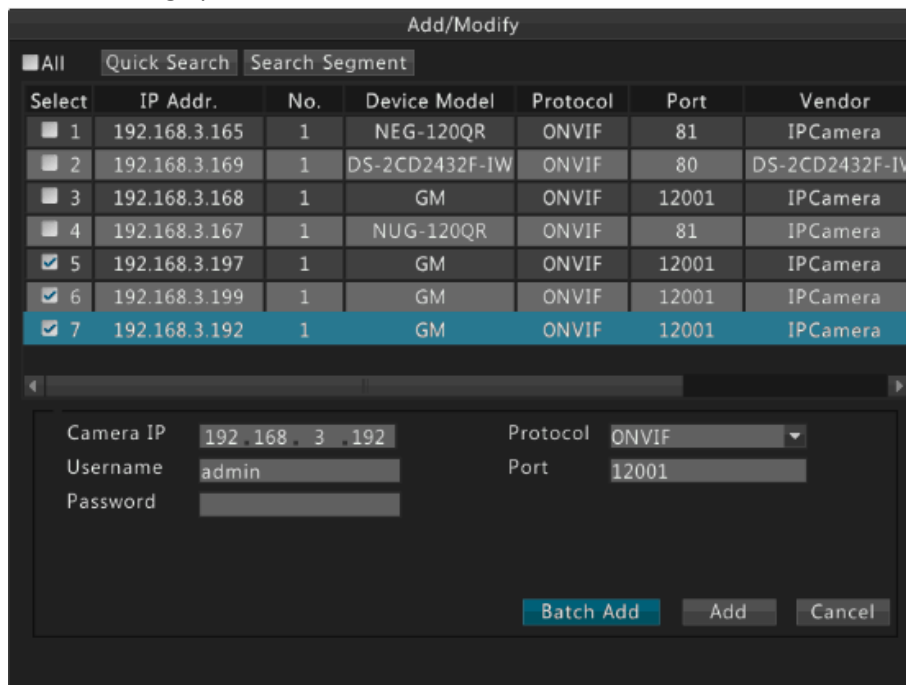 Add/Modify
All Quick Search Search Segment
Select IP Addr. No. Device Model Protocol Port Vendor
1 192.168.3.165 1 NEG-120QR ONVIF 81 IPCamera
2 192.168.3.169 1 DS-2CD2432F-IW ONVIF 80 DS-2CD2432F-IW
3 192.168.3.168 1 GM ONVIF 12001 IPCamera
4 192.168.3.167 1 NUG-120QR ONVIF 81 IPCamera
5 192.168.3.197 1 GM ONVIF 12001 IPCamera
6 192.168.3.199 1 GM ONVIF 12001 IPCamera
7 192.168.3.192 1 GM ONVIF 12001 IPCamera
Camera IP 192 . 168 . 3 . 192 Protocol ONVIF
Username admin Port 12001
Password
Batch Add Add Cancel